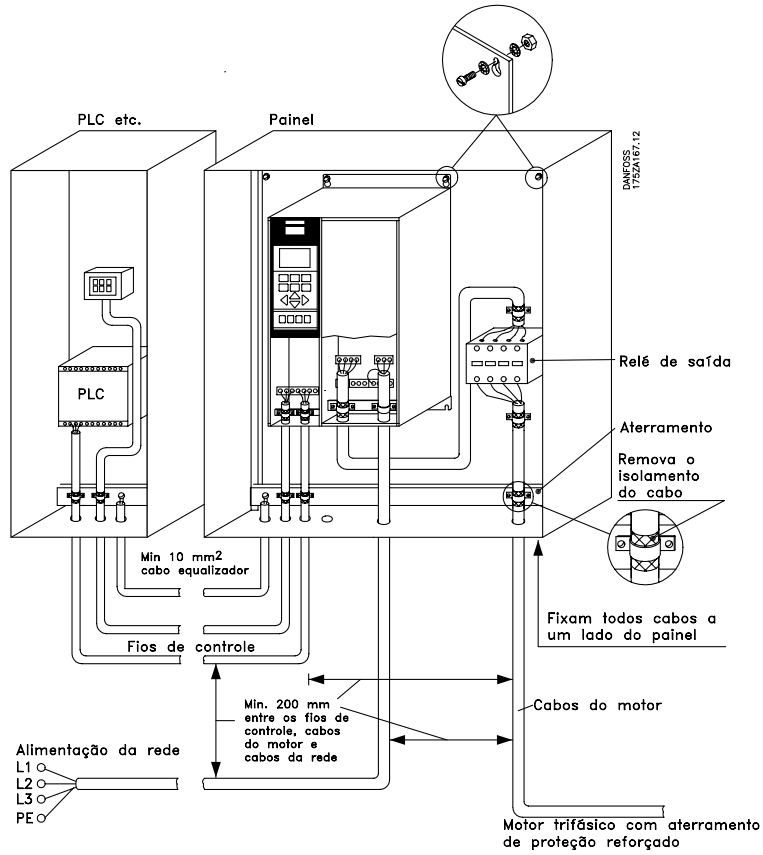 PLC etc.
Painel
DANFOSS
175ZA167.12
PLC
Relé de saída
Aterramento
Remova o
isolamento
do cabo
Min 10 mm2
cabo equalizador
Fios de controle
Fixam todos cabos a
um lado do painel
Min. 200 mm
entre os fios de
controle, cabos
do motor e
cabos da rede
Cabos do motor
Alimentação da rede
L1
L2
L3
PE
Motor trifásico com aterramento
de proteção reforçado